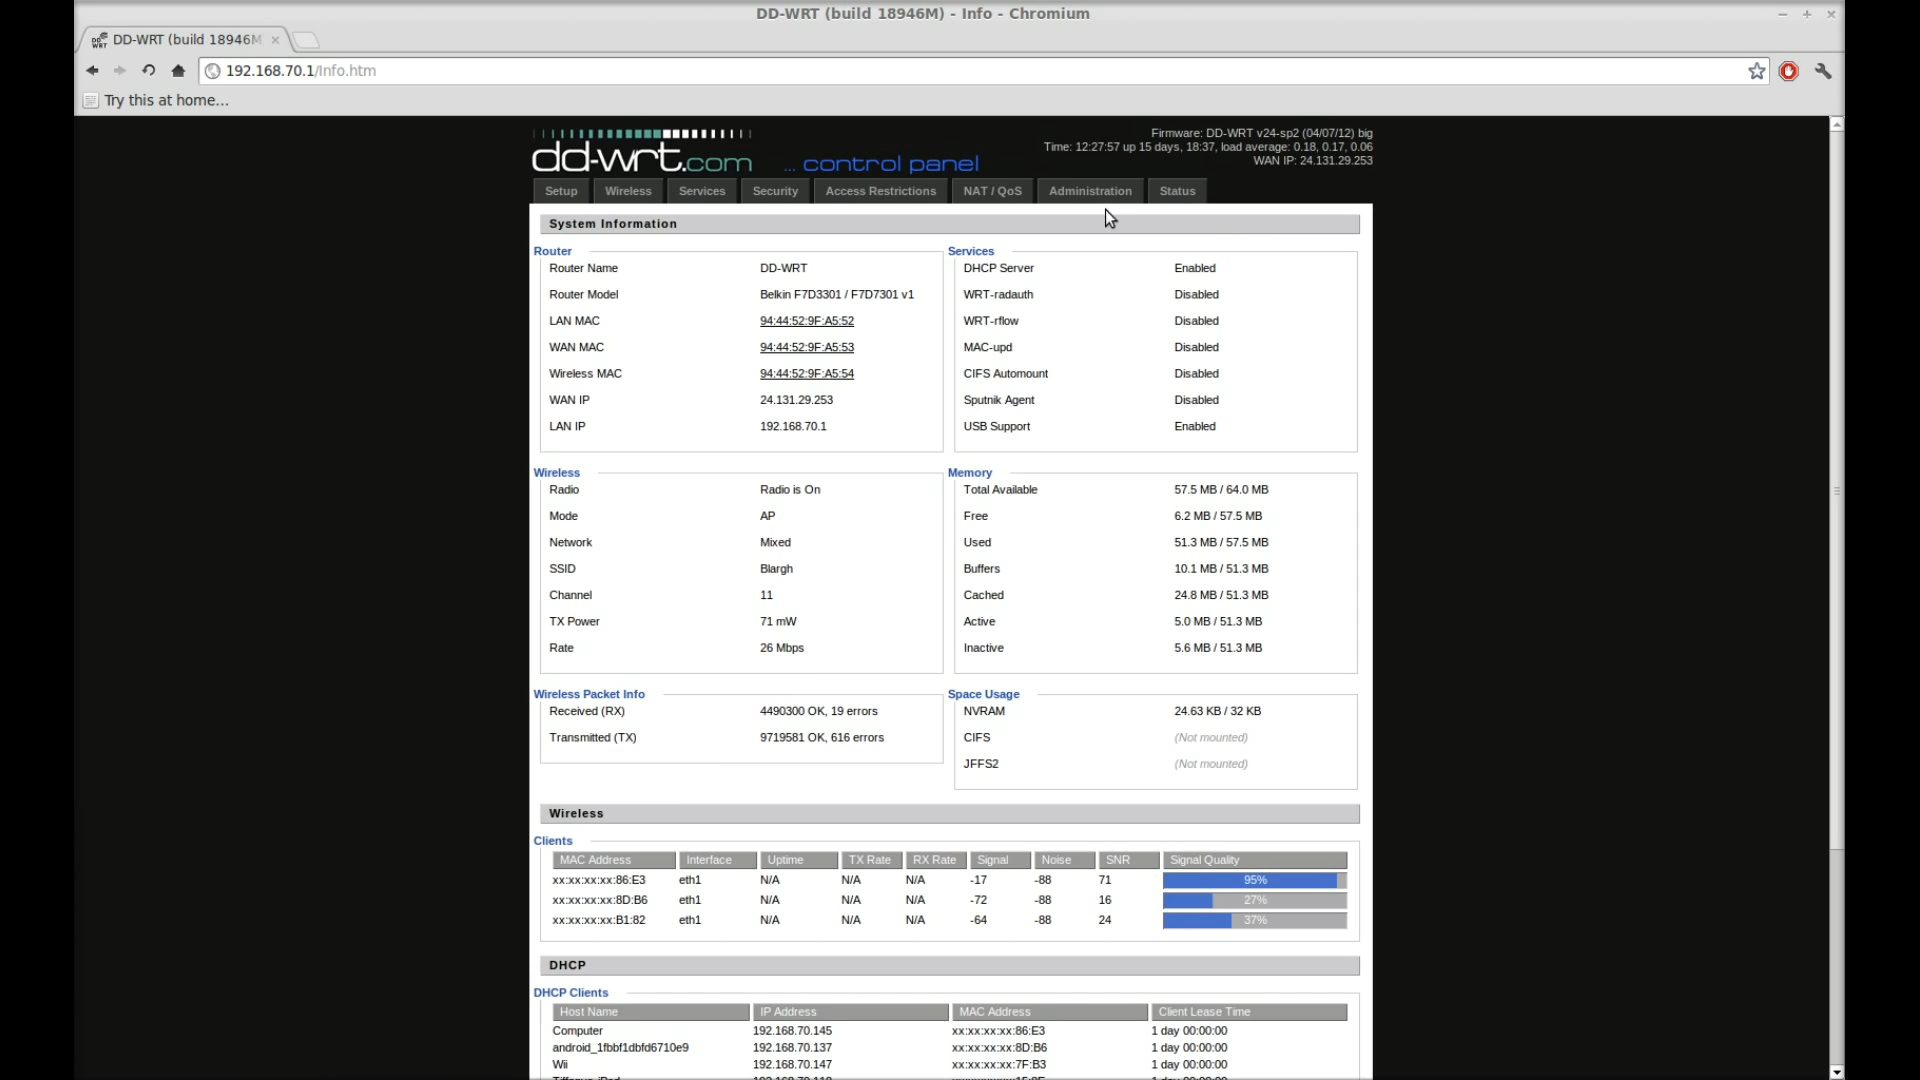 DD-WRT (build 18946M) - Info - Chromium
DD-WRT (build 18946M
192.168.70.1/Info.htm
Try this at home...
dd-wrt.com ... control panel
Firmware: DD-WRT v24-sp2 (04/07/12) big
Time: 12:27:57 up 15 days, 18:37, load average: 0.18, 0.17, 0.06
WAN IP: 24.131.29.253
Setup Wireless Services Security Access Restrictions NAT / QoS Administration Status
System Information
Router
Router Name DD-WRT
Router Model Belkin F7D3301 / F7D7301 v1
LAN MAC 94:44:52:9F:A5:52
WAN MAC 94:44:52:9F:A5:53
Wireless MAC 94:44:52:9F:A5:54
WAN IP 24.131.29.253
LAN IP 192.168.70.1
Services
DHCP Server Enabled
WRT-radauth Disabled
WRT-rflow Disabled
MAC-upd Disabled
CIFS Automount Disabled
Sputnik Agent Disabled
USB Support Enabled
Wireless
Radio Radio is On
Mode AP
Network Mixed
SSID Blargh
Channel 11
TX Power 71 mW
Rate 26 Mbps
Memory
Total Available 57.5 MB / 64.0 MB
Free 6.2 MB / 57.5 MB
Used 51.3 MB / 57.5 MB
Buffers 10.1 MB / 51.3 MB
Cached 24.8 MB / 51.3 MB
Active 5.0 MB / 51.3 MB
Inactive 5.6 MB / 51.3 MB
Wireless Packet Info
Received (RX) 4490300 OK, 19 errors
Transmitted (TX) 9719581 OK, 616 errors
Space Usage
NVRAM 24.63 KB / 32 KB
CIFS (Not mounted)
JFFS2 (Not mounted)
Wireless
Clients
MAC Address Interface Uptime TX Rate RX Rate Signal Noise SNR Signal Quality
xx:xx:xx:xx:86:E3 eth1 N/A N/A N/A -17 -88 71 95%
xx:xx:xx:xx:8D:B6 eth1 N/A N/A N/A -72 -88 16 27%
xx:xx:xx:xx:B1:82 eth1 N/A N/A N/A -64 -88 24 37%
DHCP
DHCP Clients
Host Name IP Address MAC Address Client Lease Time
Computer 192.168.70.145 xx:xx:xx:xx:86:E3 1 day 00:00:00
android_1fbbf1dbfd6710e9 192.168.70.137 xx:xx:xx:xx:8D:B6 1 day 00:00:00
Wii 192.168.70.147 xx:xx:xx:xx:7F:B3 1 day 00:00:00